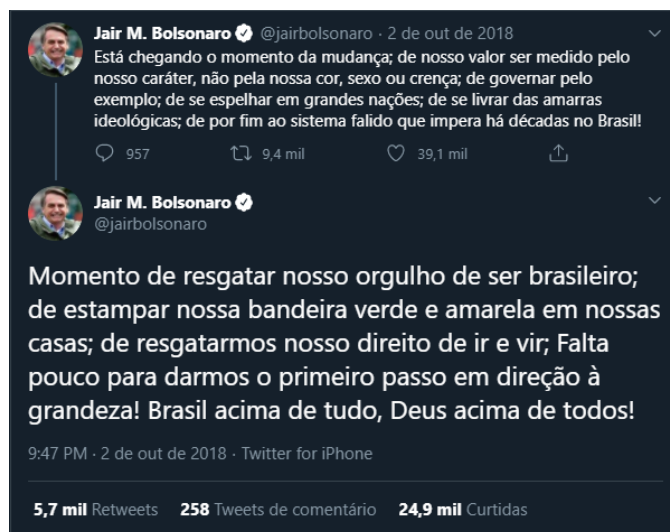 Jair M. Bolsonaro @jairbolsonaro · 2 de out de 2018
Está chegando o momento da mudança; de nosso valor ser medido pelo
nosso caráter, não pela nossa cor, sexo ou crença; de governar pelo
exemplo; de se espelhar em grandes nações; de se livrar das amarras
ideológicas; de por fim ao sistema falido que impera há décadas no Brasil!
957 9,4 mil 39,1 mil
Jair M. Bolsonaro
@jairbolsonaro
Momento de resgatar nosso orgulho de ser brasileiro;
de estampar nossa bandeira verde e amarela em nossas
casas; de resgatarmos nosso direito de ir e vir; Falta
pouco para darmos o primeiro passo em direção à
grandeza! Brasil acima de tudo, Deus acima de todos!
9:47 PM · 2 de out de 2018 · Twitter for iPhone
5,7 mil Retweets 258 Tweets de comentário 24,9 mil Curtidas